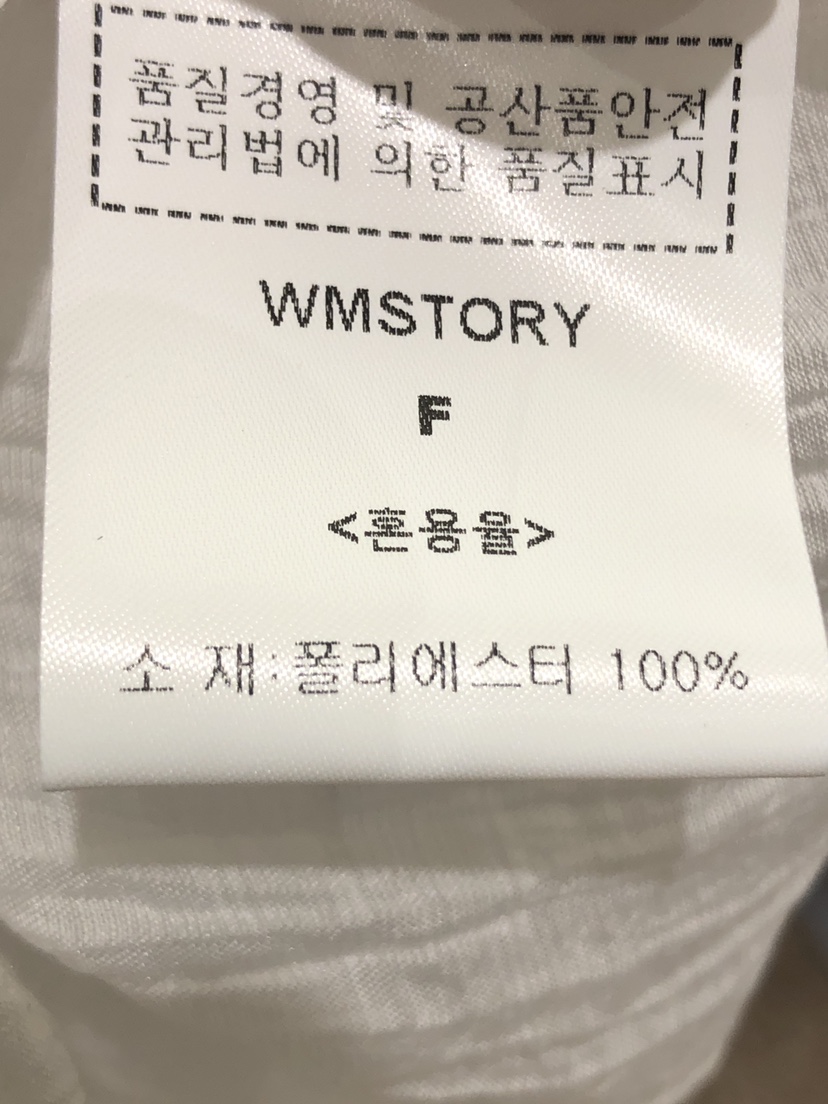 품질경영 및 공산품안전
관리법에 의한 품질표시
WMSTORY
F
<혼용율>
소 재:폴리에스터 100%